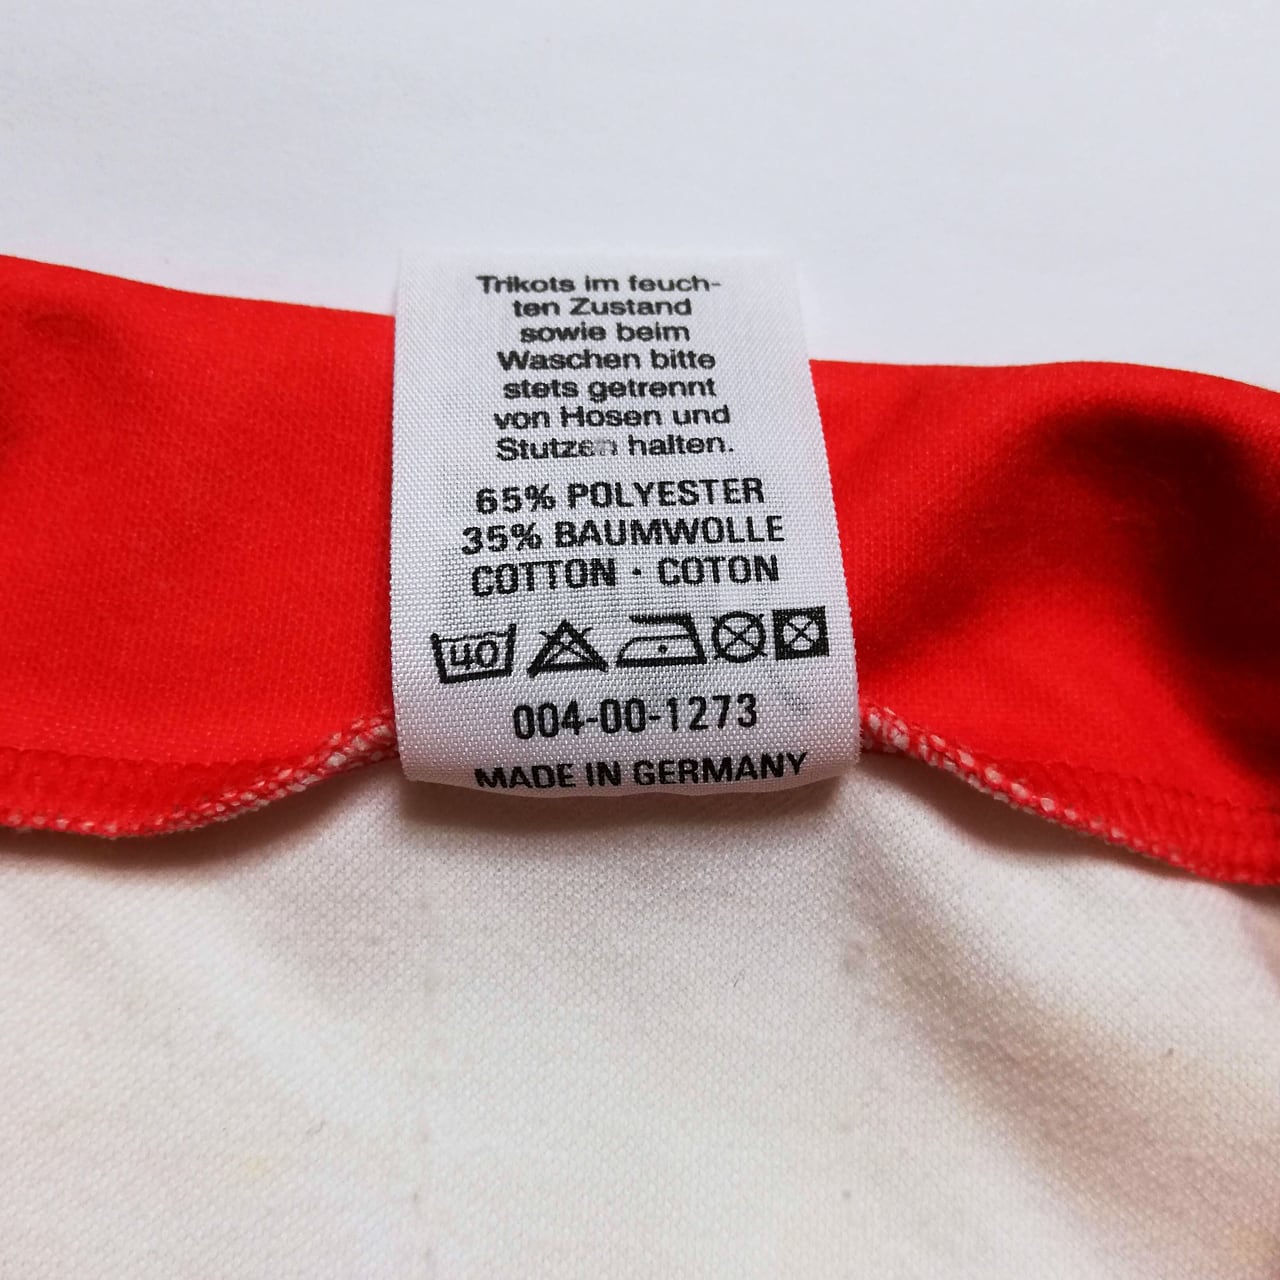 Trikots im feuch-
ten Zustand
sowie beim
Waschen bitte
stets getrennt
von Hosen und
Stutzen halten.
65% POLYESTER
35% BAUMWOLLE
COTTON · COTON
40
004-00-1273
MADE IN GERMANY